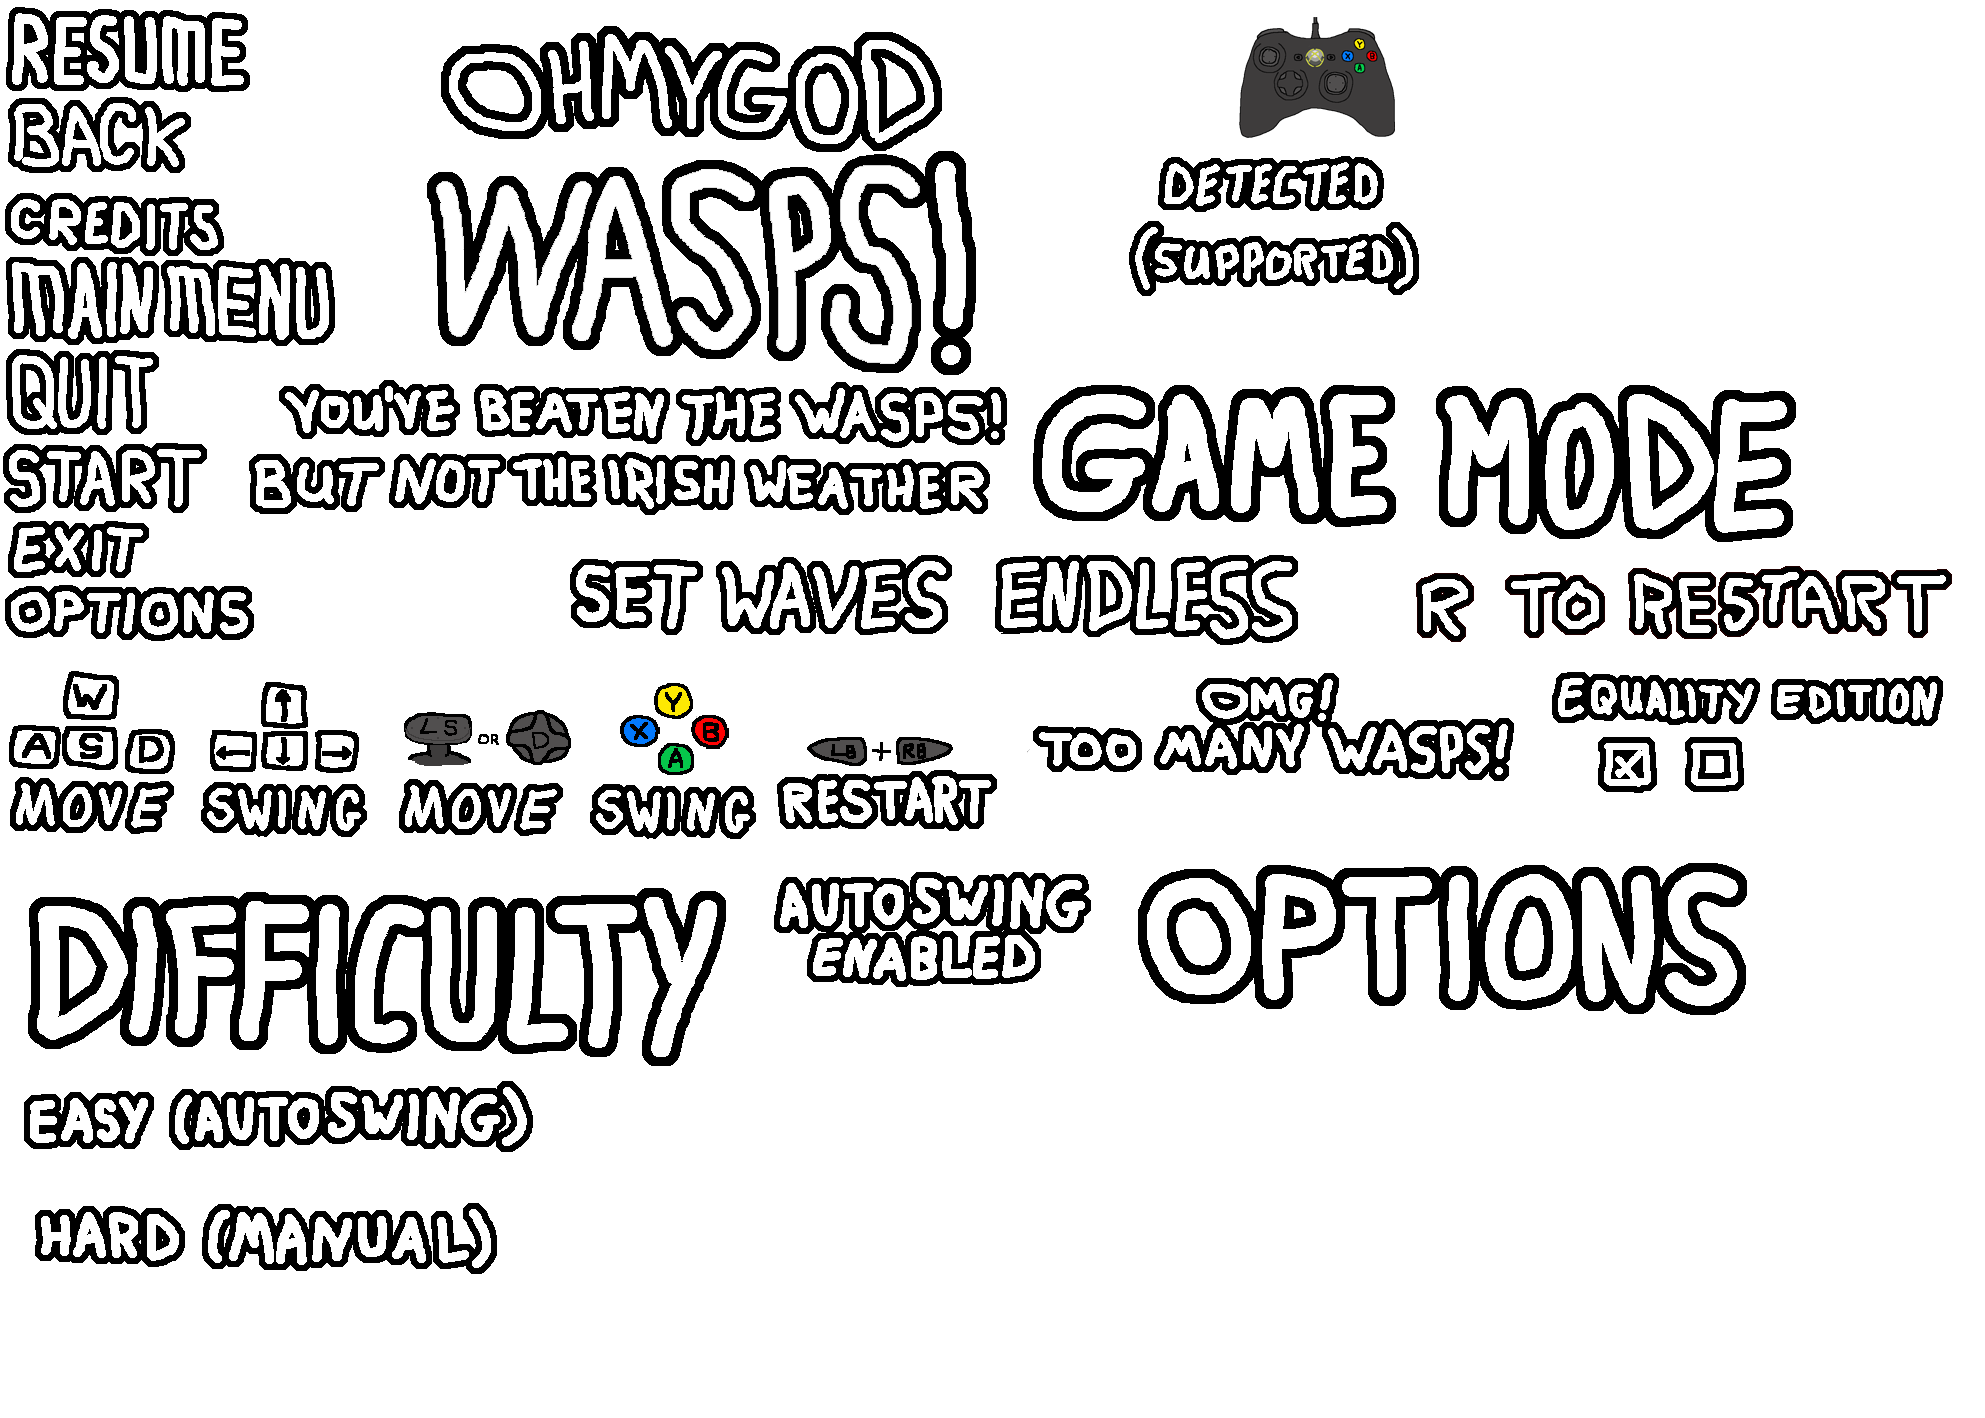 RESUME
BACK
CREDITS
MAIN MENU
QUIT
START
EXIT
OPTIONS
OHMYGOD
WASPS!
Y
X B
A
DETECTED
(SUPPORTED)
YOU'VE BEATEN THE WASPS!
BUT NOT THE IRISH WEATHER
GAME MODE
SET WAVES ENDLESS
R TO RESTART
W
A S D
MOVE
↑
← ↓ →
SWING
LS OR D
MOVE
Y
X B
A
SWING
LB + RB
RESTART
OMG!
TOO MANY WASPS!
EQUALITY EDITION
DIFFICULTY
AUTOSWING
ENABLED
OPTIONS
EASY (AUTOSWING)
HARD (MANUAL)